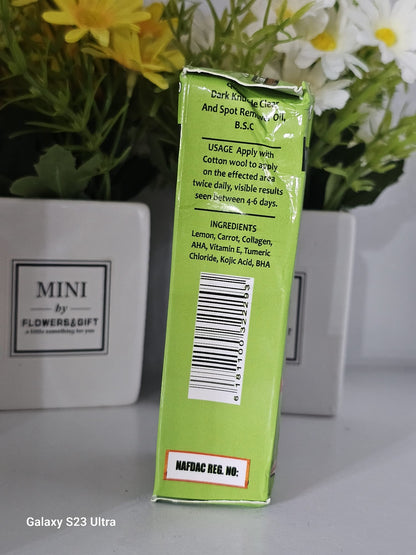 Dark Knuckle Clear
And Spot Remover Oil,
B.S.C
USAGE Apply with
Cotton wool to apply
on the effected area
twice daily, visible results
seen between 4-6 days.
INGREDIENTS
Lemon, Carrot, Collagen,
AHA, Vitamin E, Tumeric
Chloride, Kojic Acid, BHA
6181100372293
NAFDAC REG. NO:
MINI
by
FLOWERS&GIFT
a little something for you
Galaxy S23 Ultra